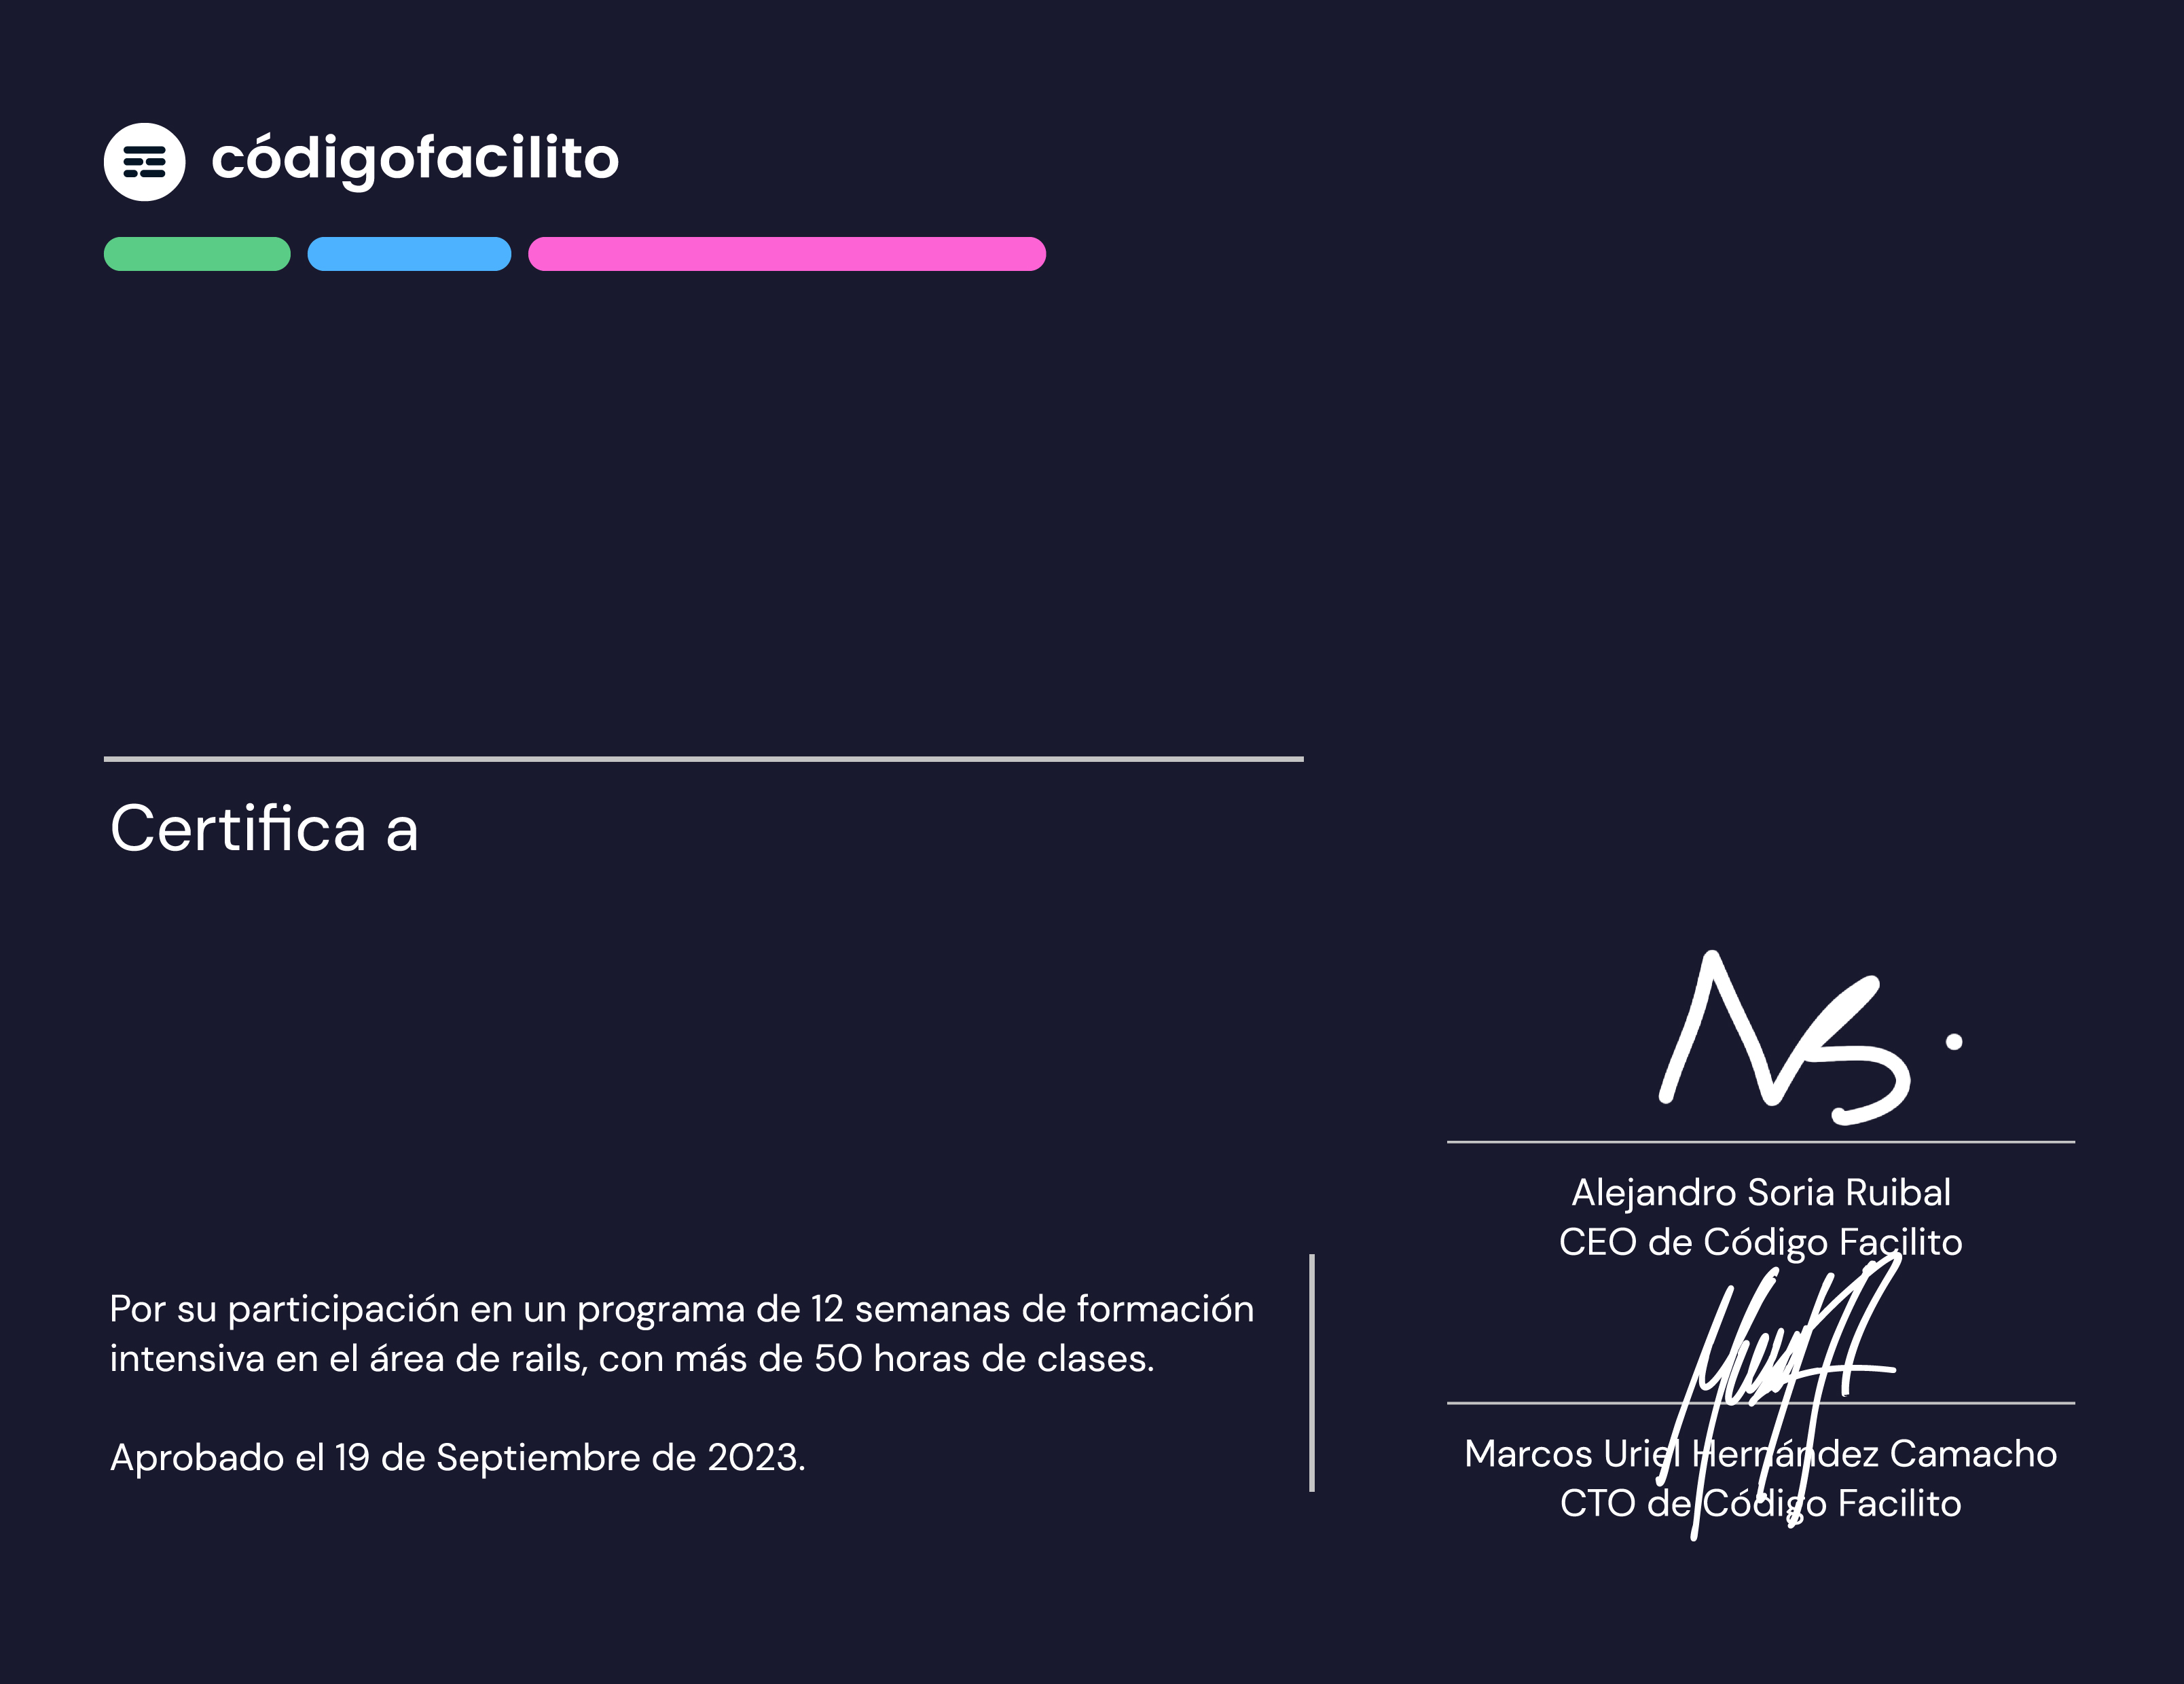 códigofacilito
Certifica a
Por su participación en un programa de 12 semanas de formación
intensiva en el área de rails, con más de 50 horas de clases.
Aprobado el 19 de Septiembre de 2023.
Alejandro Soria Ruibal
CEO de Código Facilito
Marcos Uriel Hernández Camacho
CTO de Código Facilito